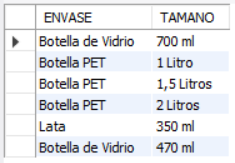 ENVASE TAMANO
Botella de Vidrio 700 ml
Botella PET 1 Litro
Botella PET 1,5 Litros
Botella PET 2 Litros
Lata 350 ml
Botella de Vidrio 470 ml